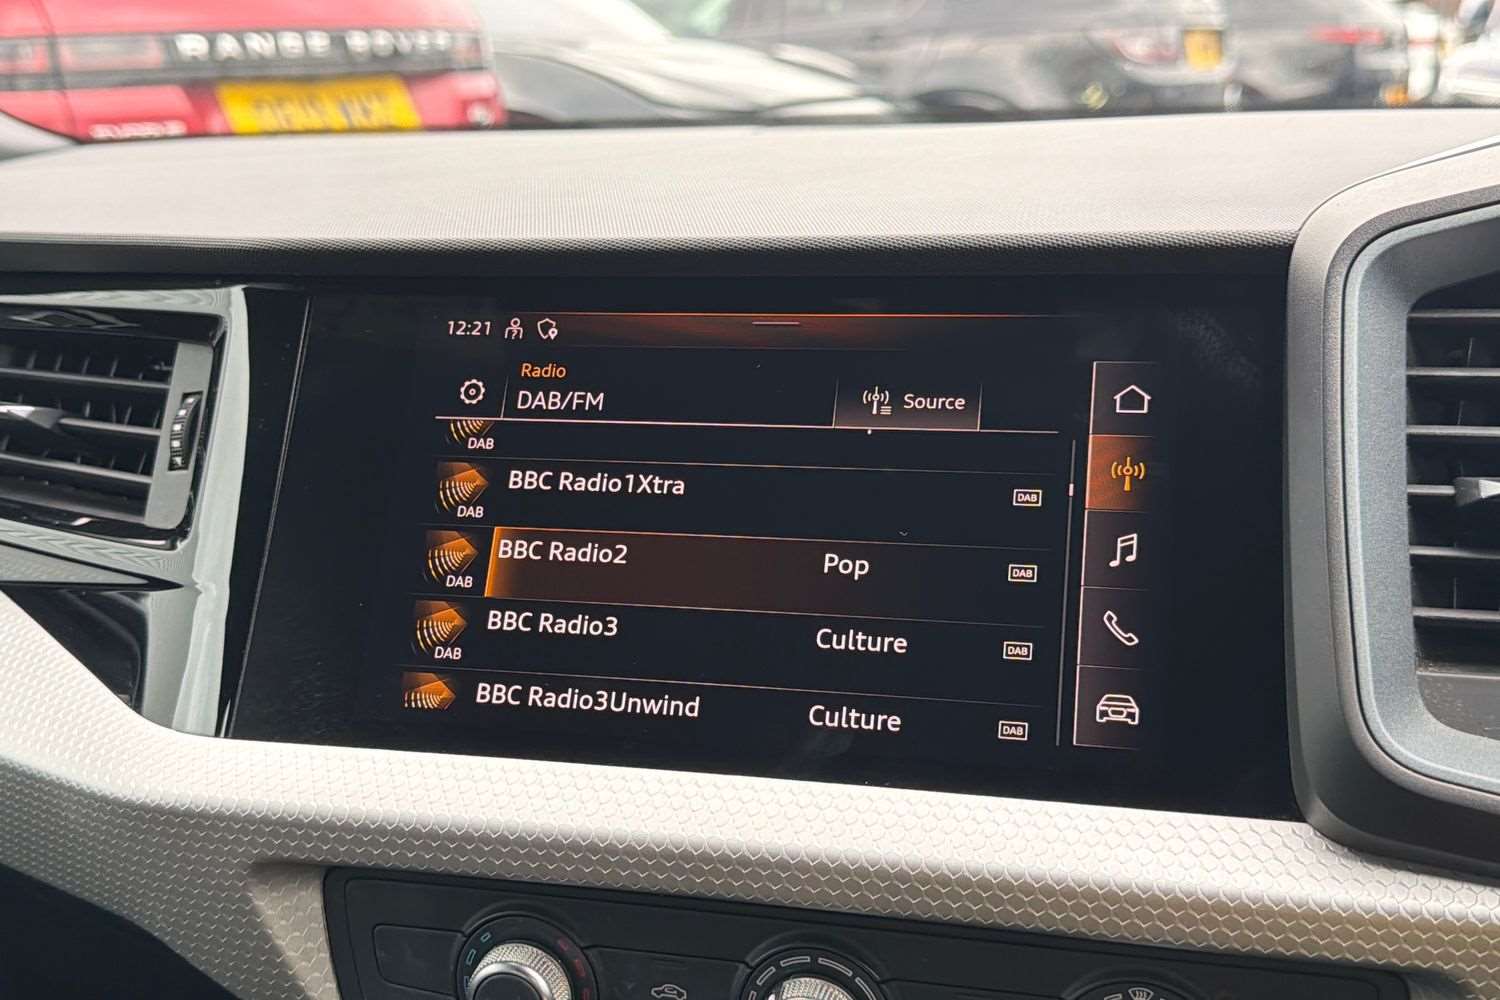 RANGE ROVER
12:21
Radio
DAB/FM
Source
DAB
BBC Radio1Xtra
DAB
DAB
BBC Radio2
Pop
DAB
DAB
BBC Radio3
Culture
DAB
DAB
BBC Radio3Unwind
Culture
DAB